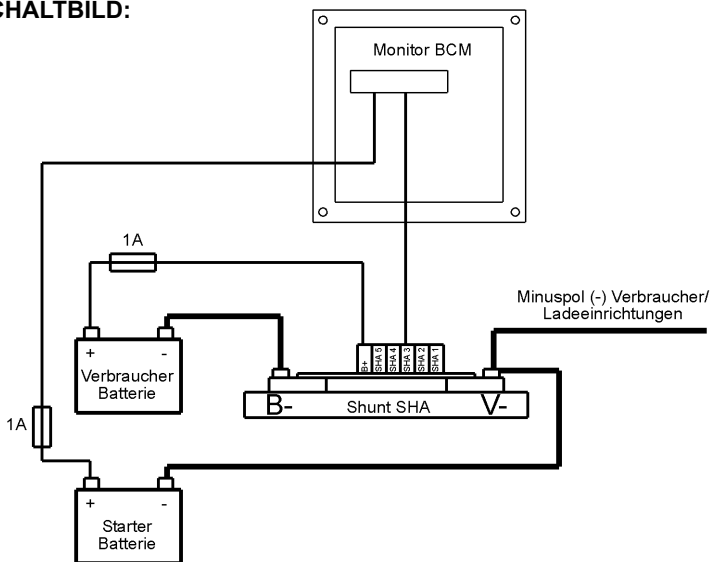 CHALTBILD:
Monitor BCM
1A
Minuspol (-) Verbraucher/
Ladeeinrichtungen
B+
SHA 5
SHA 4
SHA 3
SHA 2
SHA 1
+ -
Verbraucher
Batterie
B-
Shunt SHA
V-
1A
+ -
Starter
Batterie